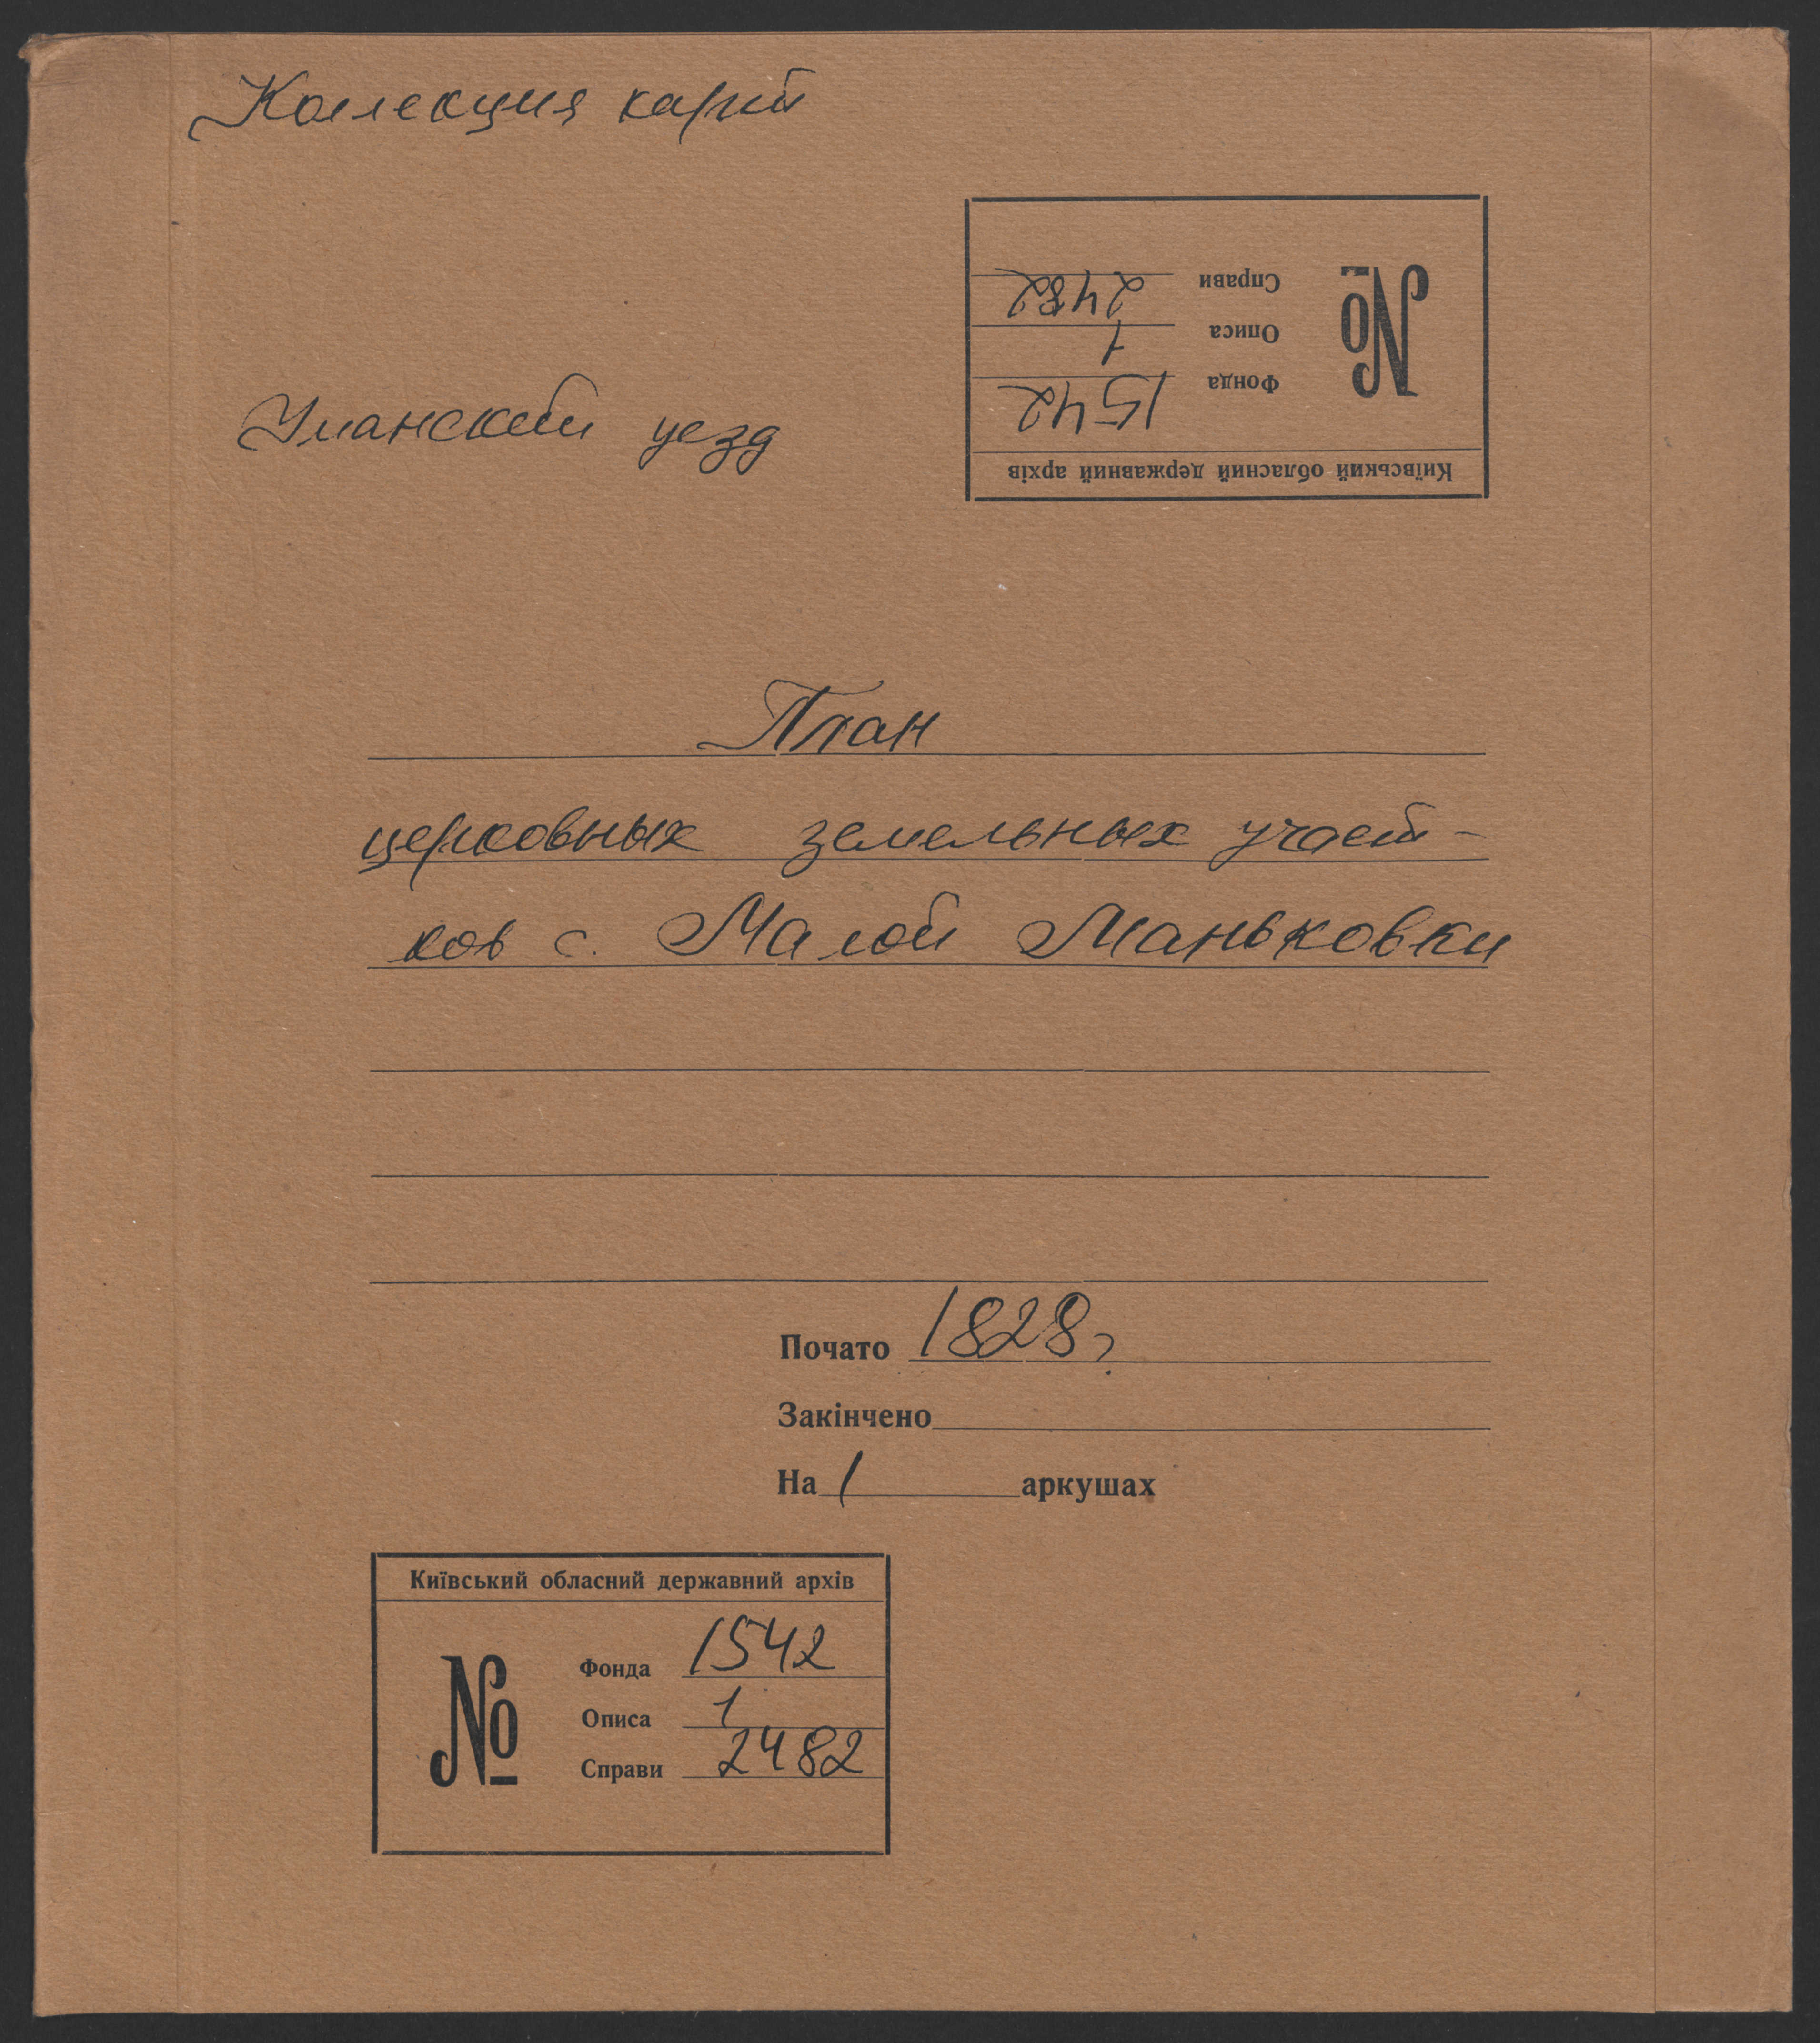 Коллекция карт
Справи 2482
Описа 1
Фонда 1542
№
Київський обласний державний архів
Уманский уезд
План
церковных земельных участ-
ков с. Малой Маньковки
Почато 1828 г.
Закінчено
На 1 аркушах
Київський обласний державний архів
№
Фонда 1542
Описа 1
Справи 2482